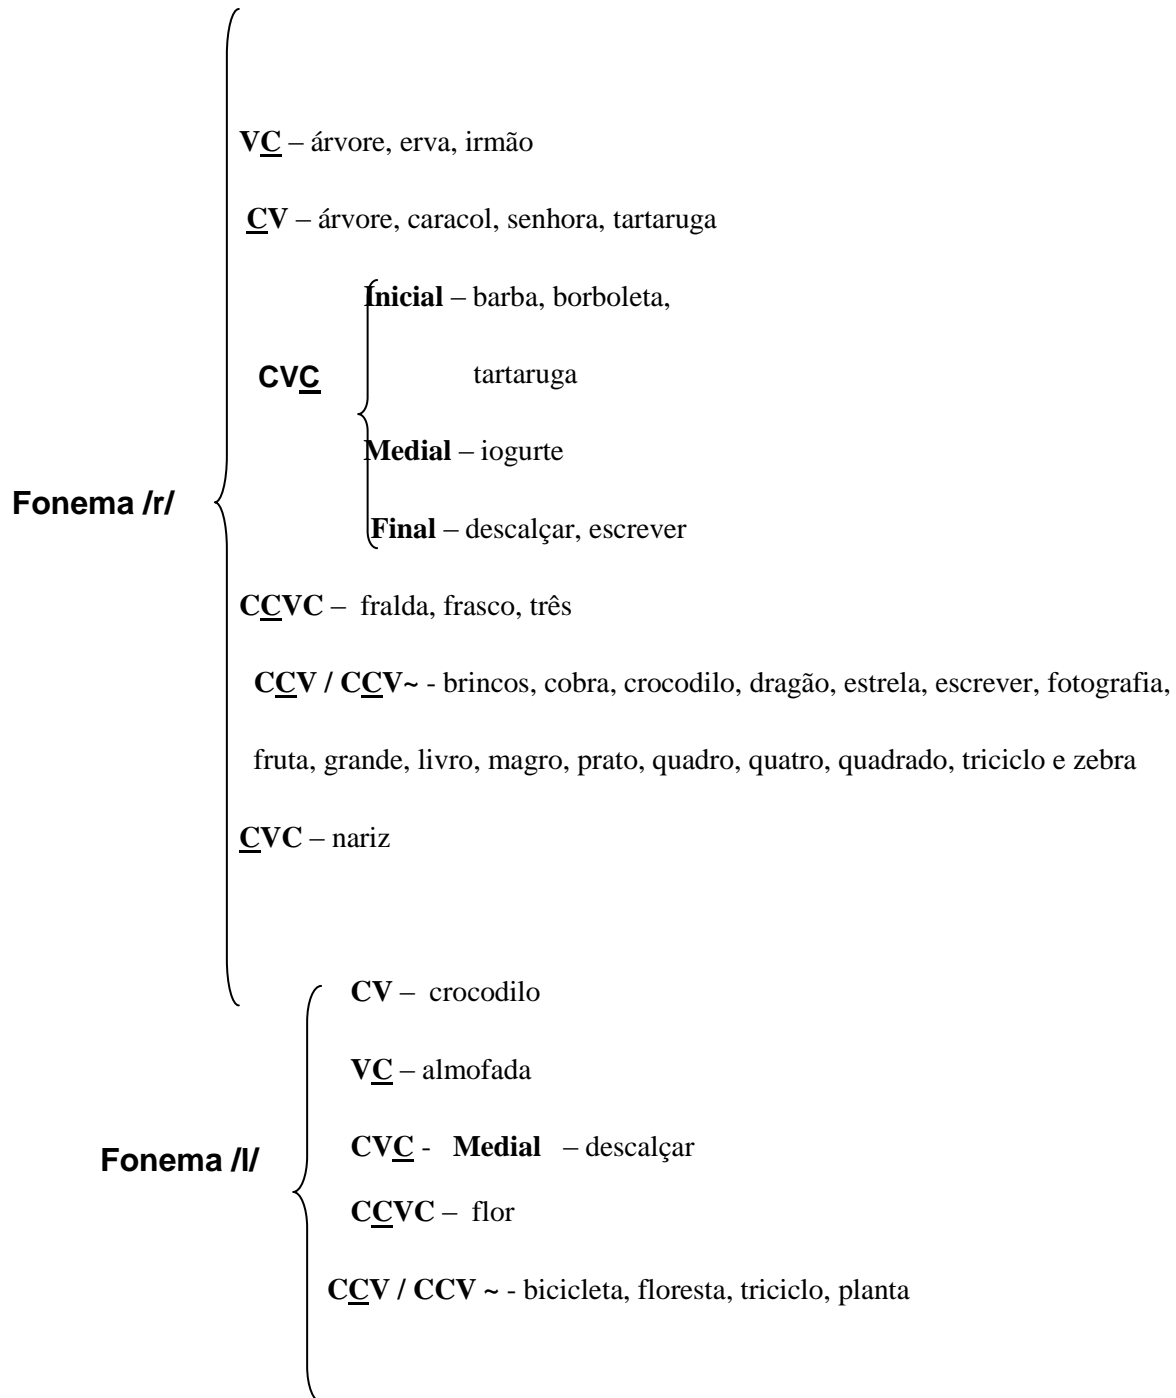 VC – árvore, erva, irmão
CV – árvore, caracol, senhora, tartaruga
Inicial – barba, borboleta,
CVC tartaruga
Medial – iogurte
Fonema /r/
Final – descalçar, escrever
CCVC – fralda, frasco, três
CCV / CCV~ - brincos, cobra, crocodilo, dragão, estrela, escrever, fotografia,
fruta, grande, livro, magro, prato, quadro, quatro, quadrado, triciclo e zebra
CVC – nariz
CV – crocodilo
VC – almofada
Fonema /l/ CVC - Medial – descalçar
CCVC – flor
CCV / CCV ~ - bicicleta, floresta, triciclo, planta